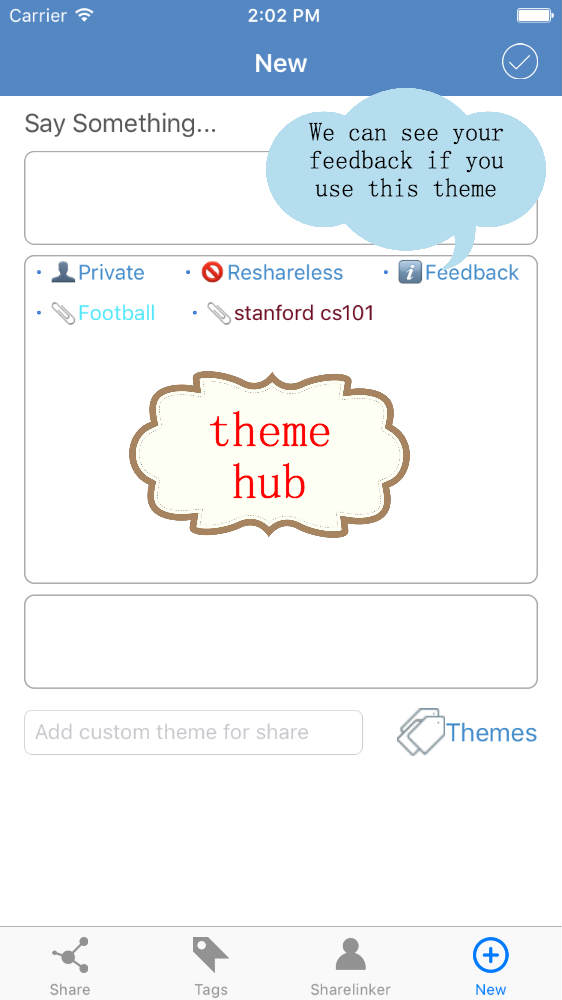 Carrier 2:02 PM
New
Say Something...
We can see your
feedback if you
use this theme
Private Reshareless Feedback
Football stanford cs101
theme
hub
Add custom theme for share Themes
Share Tags Sharelinker New